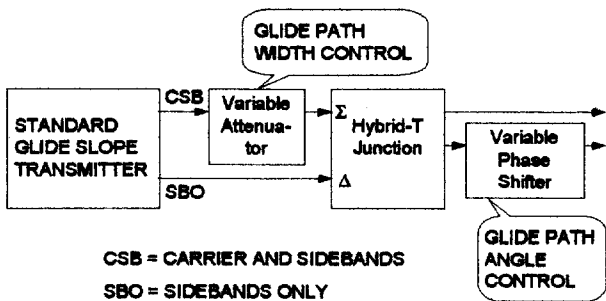 GLIDE PATH
WIDTH CONTROL
CSB
STANDARD
GLIDE SLOPE
TRANSMITTER
Variable
Attenua-
tor
Σ
Hybrid-T
Junction
Δ
Variable
Phase
Shifter
SBO
GLIDE PATH
ANGLE
CONTROL
CSB = CARRIER AND SIDEBANDS
SBO = SIDEBANDS ONLY